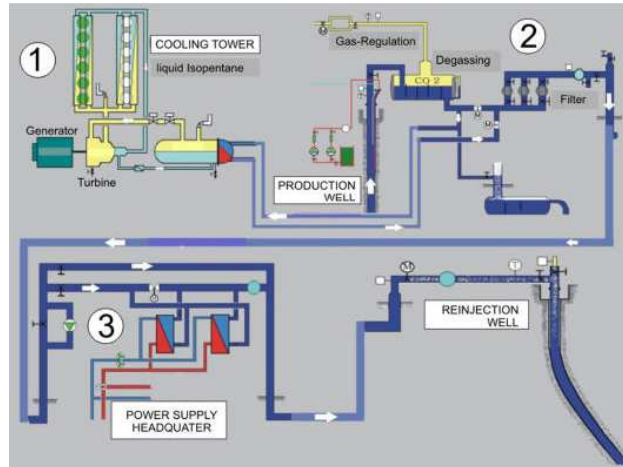 1
COOLING TOWER
liquid Isopentane
Generator
Turbine
Gas-Regulation
Degassing
CO 2
2
Filter
PRODUCTION
WELL
3
POWER SUPPLY
HEADQUATER
M
T
REINJECTION
WELL